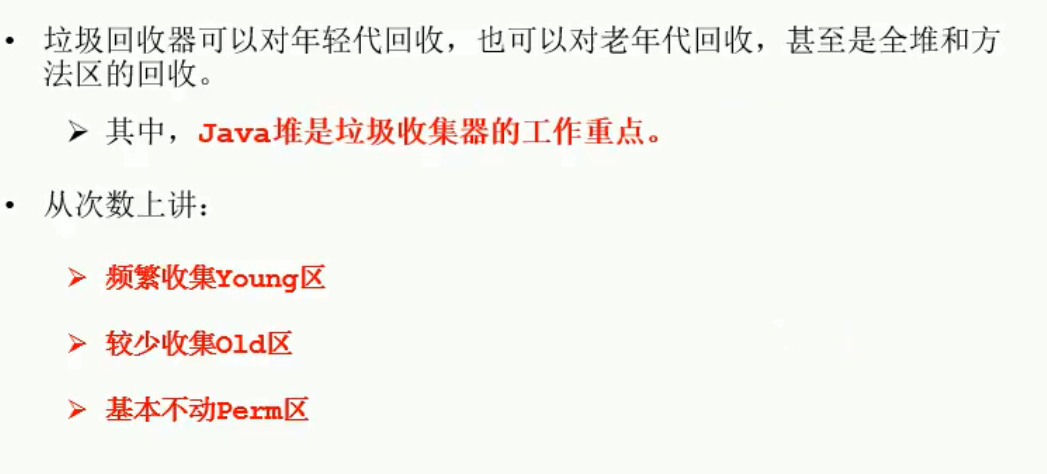 • 垃圾回收器可以对年轻代回收，也可以对老年代回收，甚至是全堆和方
法区的回收。
➢ 其中，Java堆是垃圾收集器的工作重点。
• 从次数上讲：
➢ 频繁收集Young区
➢ 较少收集Old区
➢ 基本不动Perm区